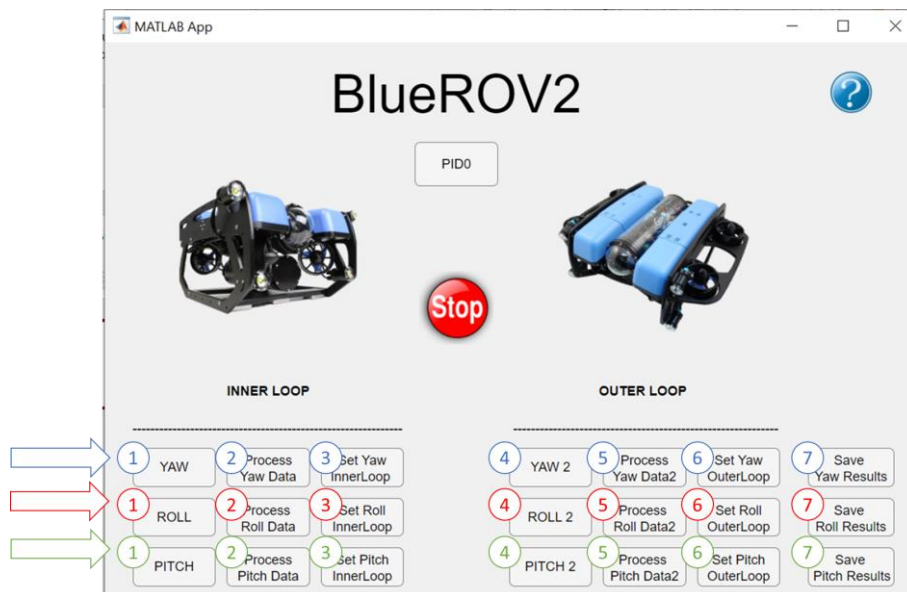 MATLAB App
BlueROV2
?
PID0
Stop
INNER LOOP
OUTER LOOP
1 YAW
2 Process
Yaw Data
3 Set Yaw
InnerLoop
4 YAW 2
5 Process
Yaw Data2
6 Set Yaw
OuterLoop
7 Save
Yaw Results
1 ROLL
2 Process
Roll Data
3 Set Roll
InnerLoop
4 ROLL 2
5 Process
Roll Data2
6 Set Roll
OuterLoop
7 Save
Roll Results
1 PITCH
2 Process
Pitch Data
3 Set Pitch
InnerLoop
4 PITCH 2
5 Process
Pitch Data2
6 Set Pitch
OuterLoop
7 Save
Pitch Results